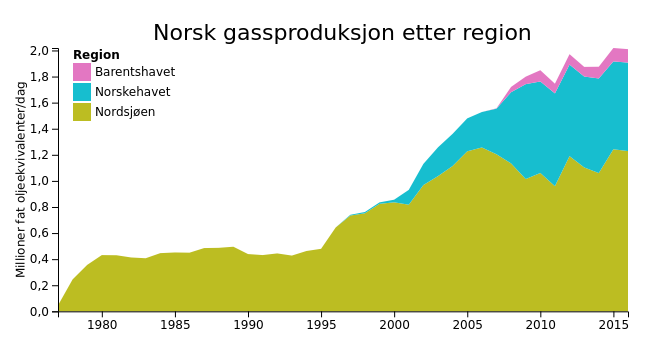 Norsk gassproduksjon etter region
Millioner fat oljeekvivalenter/dag
Region
Barentshavet
Norskehavet
Nordsjøen
2,0
1,8
1,6
1,4
1,2
1,0
0,8
0,6
0,4
0,2
0,0
1980 1985 1990 1995 2000 2005 2010 2015